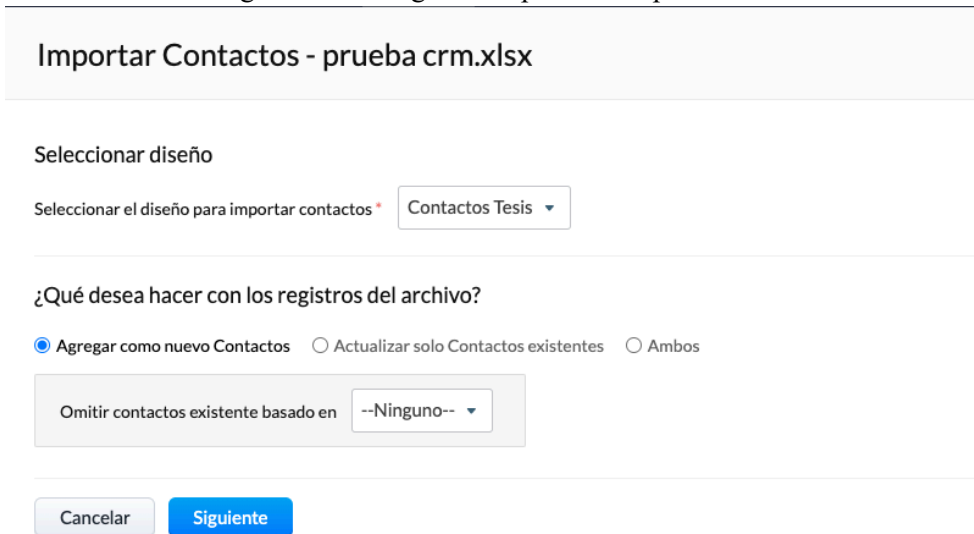 Importar Contactos - prueba crm.xlsx
Seleccionar diseño
Seleccionar el diseño para importar contactos * Contactos Tesis
¿Qué desea hacer con los registros del archivo?
Agregar como nuevo Contactos Actualizar solo Contactos existentes Ambos
Omitir contactos existente basado en --Ninguno--
Cancelar Siguiente